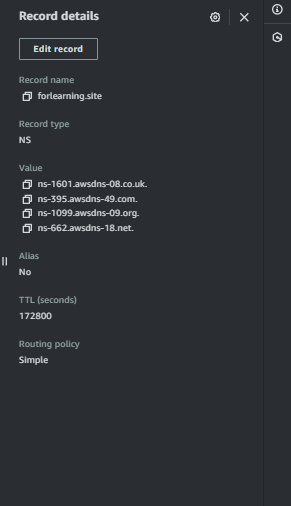 Record details
Edit record
Record name
forlearning.site
Record type
NS
Value
ns-1601.awsdns-08.co.uk.
ns-395.awsdns-49.com.
ns-1099.awsdns-09.org.
ns-662.awsdns-18.net.
Alias
No
TTL (seconds)
172800
Routing policy
Simple